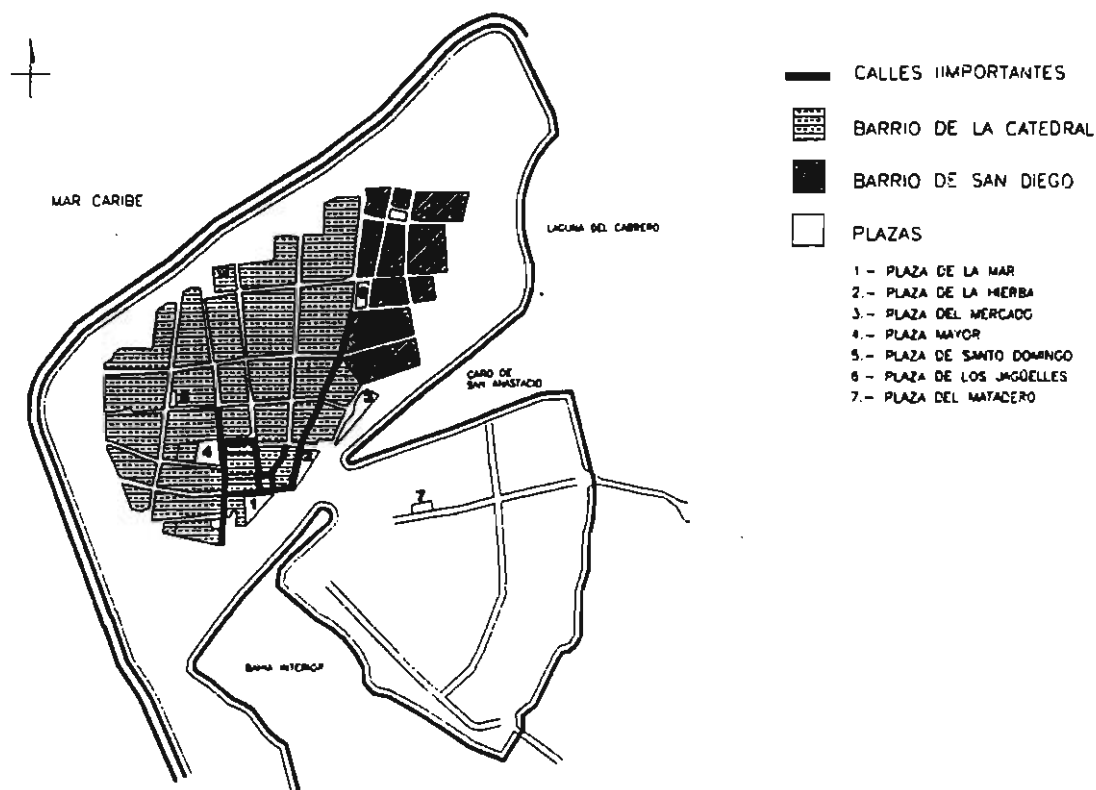 CALLES IIMPORTANTES
BARRIO DE LA CATEDRAL
BARRIO DE SAN DIEGO
PLAZAS
1 - PLAZA DE LA MAR
2.- PLAZA DE LA HIERBA
3.- PLAZA DEL MERCADO
4.- PLAZA MAYOR
5.- PLAZA DE SANTO DOMINGO
6 - PLAZA DE LOS JAGÜELLES
7.- PLAZA DEL MATADERO
MAR CARIBE
LAGUNA DEL CABRERO
CAÑO DE
SAN ANASTACIO
4
1
7
BAHIA INTERIOR